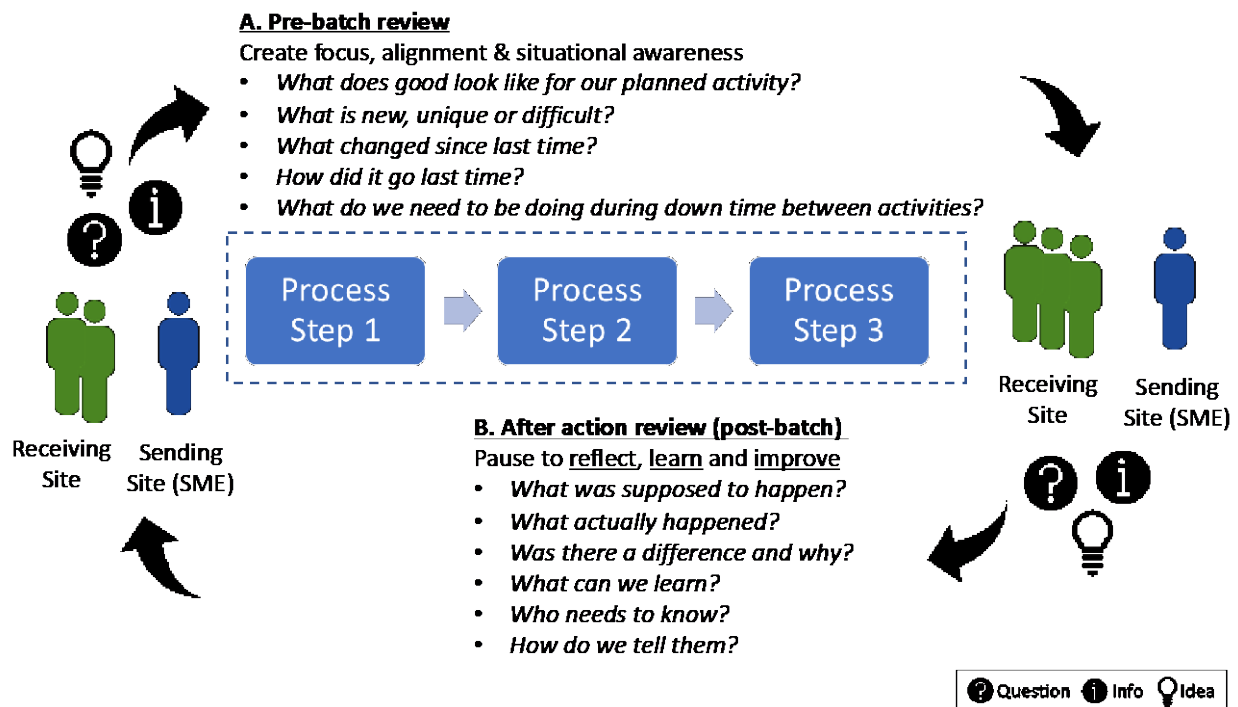 A. Pre-batch review
Create focus, alignment & situational awareness
• What does good look like for our planned activity?
• What is new, unique or difficult?
• What changed since last time?
• How did it go last time?
• What do we need to be doing during down time between activities?
Process
Step 1
Process
Step 2
Process
Step 3
Receiving
Site
Sending
Site (SME)
Receiving
Site
Sending
Site (SME)
B. After action review (post-batch)
Pause to reflect, learn and improve
• What was supposed to happen?
• What actually happened?
• Was there a difference and why?
• What can we learn?
• Who needs to know?
• How do we tell them?
? Question i Info Idea